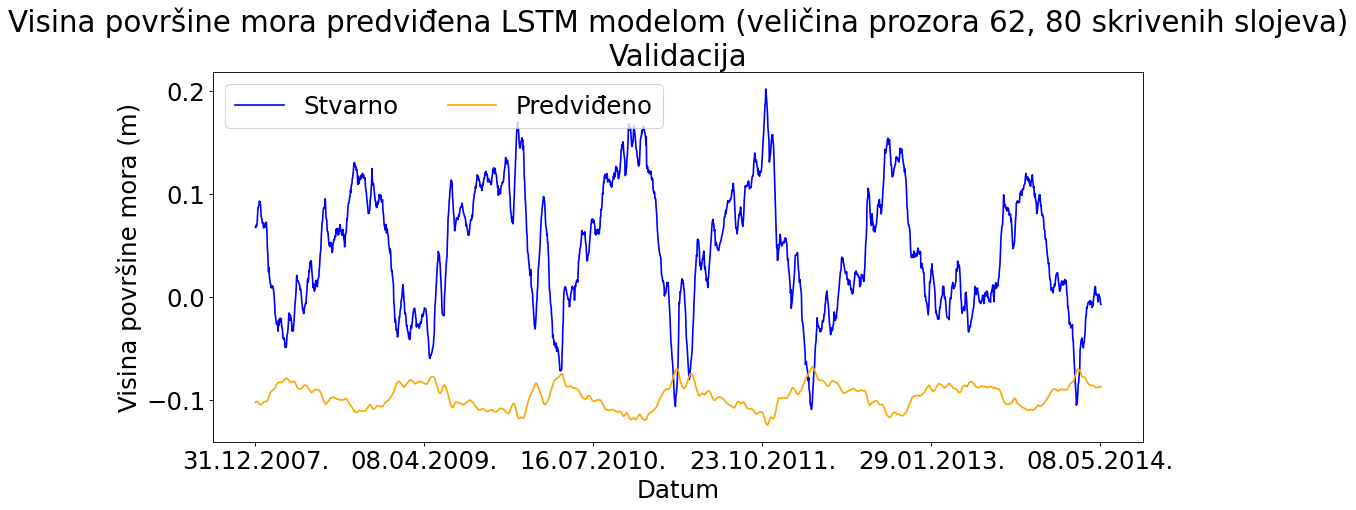 Visina površine mora predviđena LSTM modelom (veličina prozora 62, 80 skrivenih slojeva)
Validacija
Stvarno Predviđeno
Visina površine mora (m)
0.2
0.1
0.0
−0.1
31.12.2007. 08.04.2009. 16.07.2010. 23.10.2011. 29.01.2013. 08.05.2014.
Datum